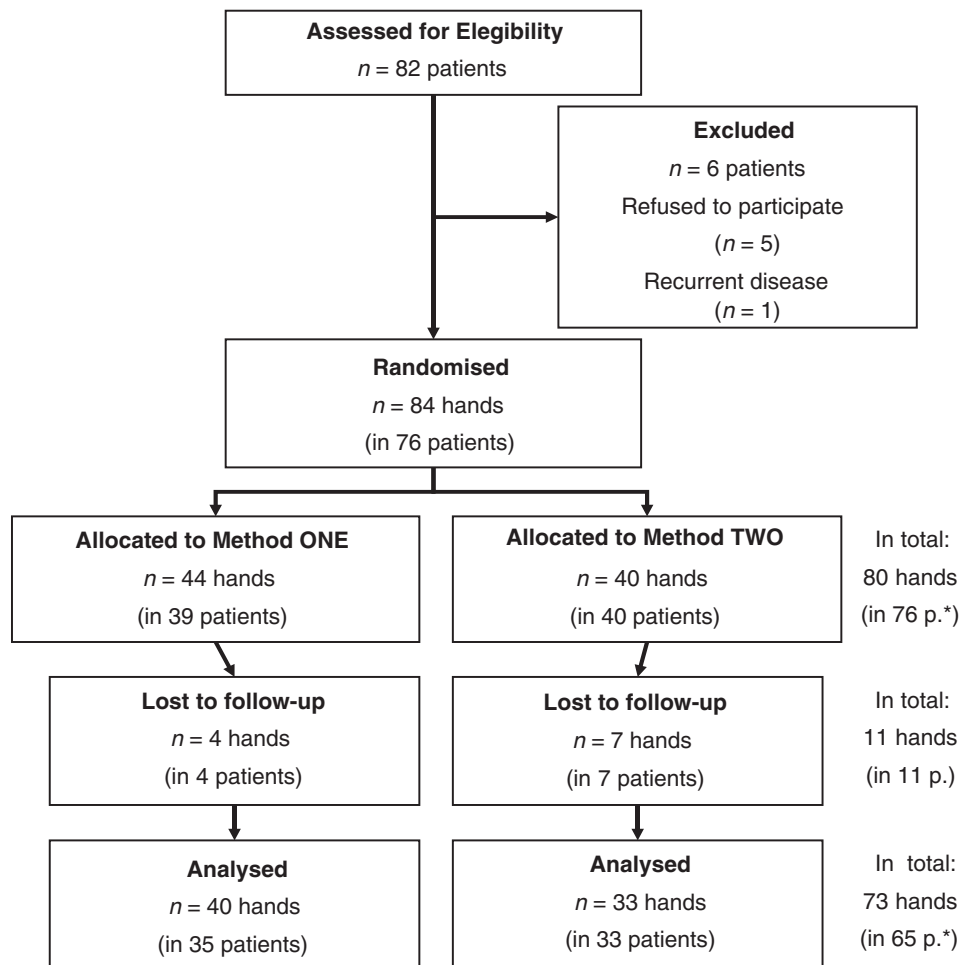 Assessed for Elegibility
n = 82 patients
Excluded
n = 6 patients
Refused to participate
(n = 5)
Recurrent disease
(n = 1)
Randomised
n = 84 hands
(in 76 patients)
Allocated to Method ONE
n = 44 hands
(in 39 patients)
Allocated to Method TWO
n = 40 hands
(in 40 patients)
In total:
80 hands
(in 76 p.*)
Lost to follow-up
n = 4 hands
(in 4 patients)
Lost to follow-up
n = 7 hands
(in 7 patients)
In total:
11 hands
(in 11 p.)
Analysed
n = 40 hands
(in 35 patients)
Analysed
n = 33 hands
(in 33 patients)
In total:
73 hands
(in 65 p.*)